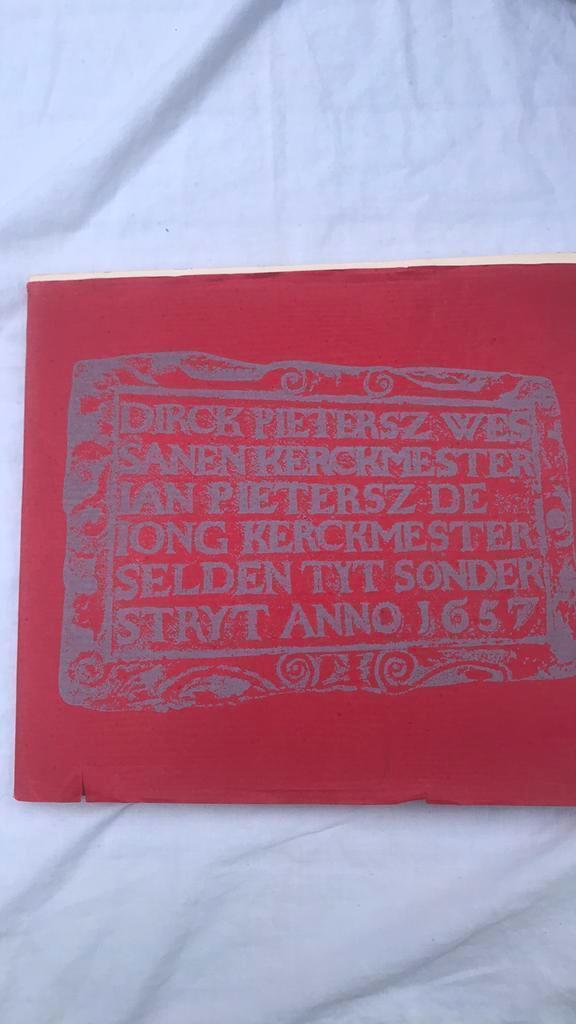 DIRCK PIETERSZ WES
SANEN KERCKMESTER
IAN PIETERSZ DE
IONG KERCKMESTER
SELDEN TYT SONDER
STRYT ANNO 1657